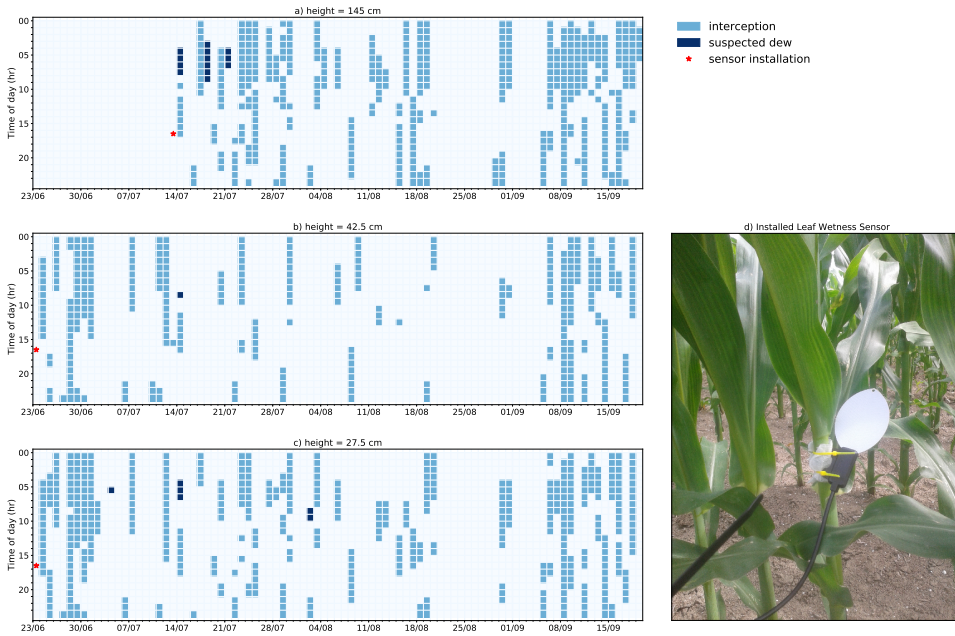 a) height = 145 cm
00
05
10
15
20
Time of day (hr)
23/06 30/06 07/07 14/07 21/07 28/07 04/08 11/08 18/08 25/08 01/09 08/09 15/09
interception
suspected dew
sensor installation
b) height = 42.5 cm
00
05
10
15
20
Time of day (hr)
23/06 30/06 07/07 14/07 21/07 28/07 04/08 11/08 18/08 25/08 01/09 08/09 15/09
c) height = 27.5 cm
00
05
10
15
20
Time of day (hr)
23/06 30/06 07/07 14/07 21/07 28/07 04/08 11/08 18/08 25/08 01/09 08/09 15/09
d) Installed Leaf Wetness Sensor